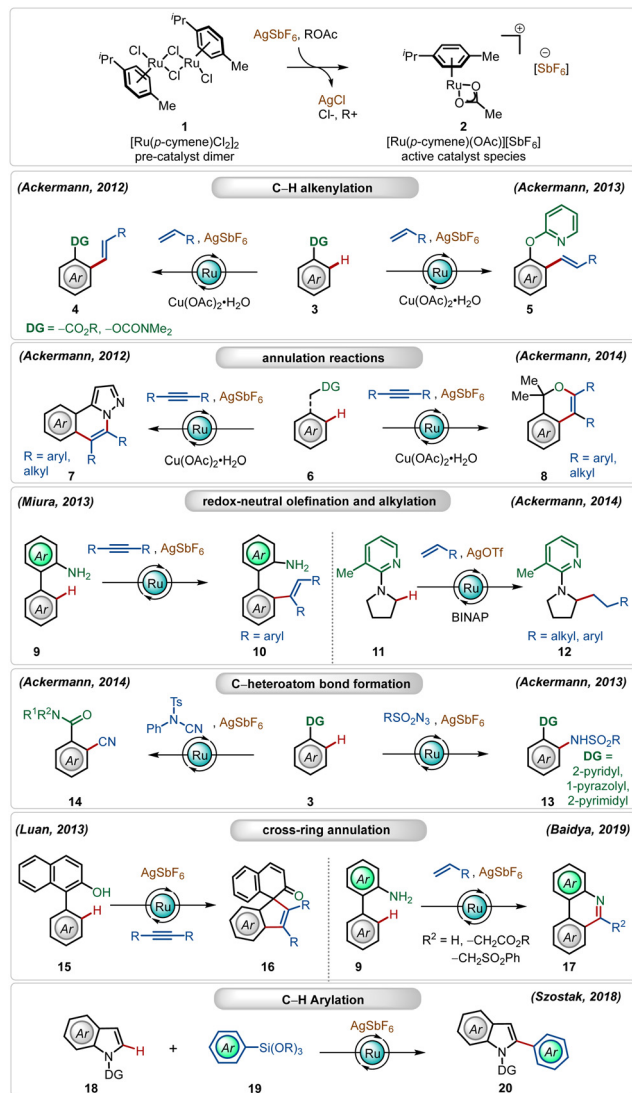 iPr
Cl
Ru
Cl
Ru
Cl
Cl
Me
iPr
Me
AgSbF6, ROAc
AgCl
Cl-, R+
iPr
Me
Ru
O
O
Me
+
−
[SbF6]
1
[Ru(p-cymene)Cl2]2
pre-catalyst dimer
2
[Ru(p-cymene)(OAc)][SbF6]
active catalyst species
(Ackermann, 2012)
C–H alkenylation
(Ackermann, 2013)
DG
R
Ar
4
R , AgSbF6
Ru
Cu(OAc)2•H2O
DG
H
Ar
3
R , AgSbF6
Ru
Cu(OAc)2•H2O
N
O
R
Ar
5
DG = –CO2R, –OCONMe2
(Ackermann, 2012)
annulation reactions
(Ackermann, 2014)
N
N
Ar
R
R
R = aryl,
alkyl
7
R R , AgSbF6
Ru
Cu(OAc)2•H2O
DG
H
Ar
6
R R , AgSbF6
Ru
Cu(OAc)2•H2O
Me
Me
O
R
R
Ar
R = aryl,
alkyl
8
(Miura, 2013)
redox-neutral olefination and alkylation
(Ackermann, 2014)
Ar
NH2
H
Ar
9
R R , AgSbF6
Ru
Ar
NH2
R
R
Ar
R = aryl
10
Me
N
N
H
11
R , AgOTf
Ru
BINAP
Me
N
N
R
R = alkyl, aryl
12
(Ackermann, 2014)
C–heteroatom bond formation
(Ackermann, 2013)
R1R2N
O
CN
Ar
14
Ts
Ph
N
CN , AgSbF6
Ru
DG
H
Ar
3
RSO2N3 , AgSbF6
Ru
DG
NHSO2R
Ar
DG =
2-pyridyl,
1-pyrazolyl,
2-pyrimidyl
13
(Luan, 2013)
cross-ring annulation
(Baidya, 2019)
OH
H
Ar
15
AgSbF6
Ru
R R
O
R
R
Ar
16
Ar
NH2
H
Ar
9
R , AgSbF6
Ru
R2 = H, –CH2CO2R
–CH2SO2Ph
Ar
N
R2
Ar
17
C–H Arylation
(Szostak, 2018)
Ar
H
N
DG
18
+
Ar
Si(OR)3
19
AgSbF6
Ru
Ar
N
DG
Ar
20